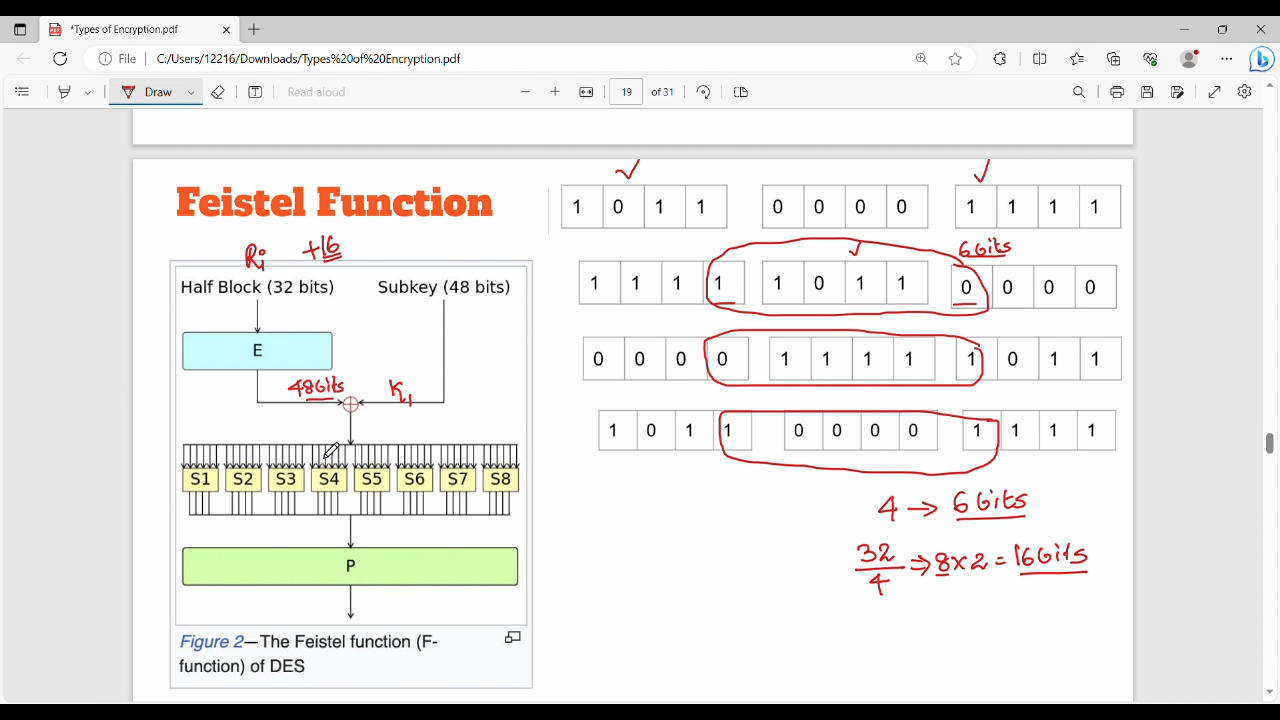 *Types of Encryption.pdf
File C:/Users/12216/Downloads/Types%20of%20Encryption.pdf
Draw Read aloud 19 of 31
Feistel Function
1 0 1 1 0 0 0 0 1 1 1 1
Ri +16 6bits
1 1 1 1 1 0 1 1 0 0 0 0
Half Block (32 bits) Subkey (48 bits)
E
0 0 0 0 1 1 1 1 1 0 1 1
48bits K1
1 0 1 1 0 0 0 0 1 1 1 1
S1 S2 S3 S4 S5 S6 S7 S8
4 → 6bits
32/4 ⇒ 8x2 = 16bits
P
Figure 2—The Feistel function (F-
function) of DES